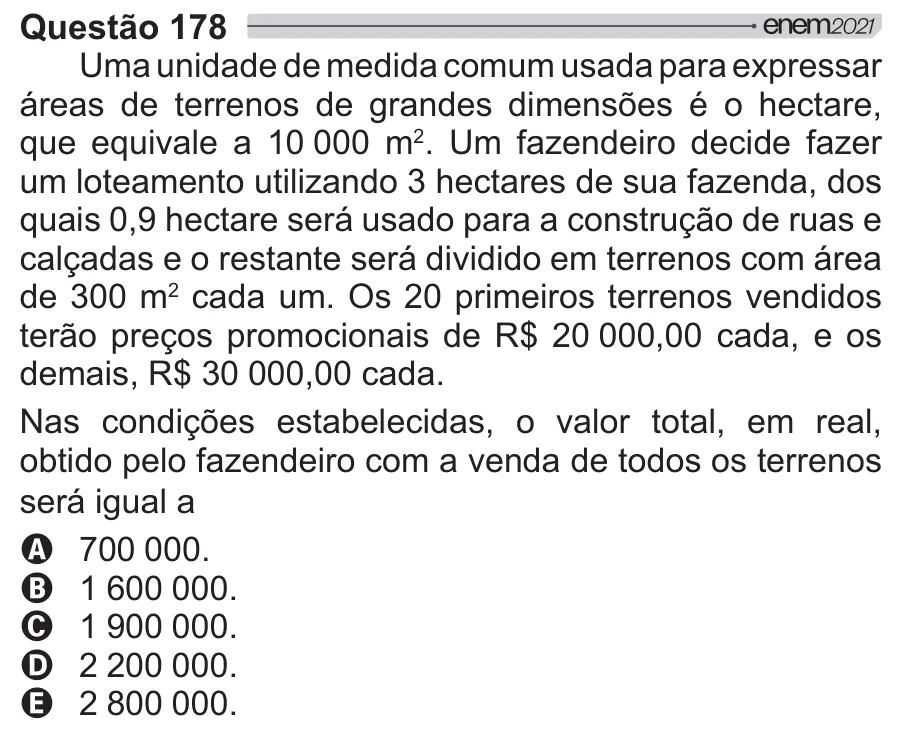 Questão 178 enem2021
Uma unidade de medida comum usada para expressar
áreas de terrenos de grandes dimensões é o hectare,
que equivale a 10 000 m². Um fazendeiro decide fazer
um loteamento utilizando 3 hectares de sua fazenda, dos
quais 0,9 hectare será usado para a construção de ruas e
calçadas e o restante será dividido em terrenos com área
de 300 m² cada um. Os 20 primeiros terrenos vendidos
terão preços promocionais de R$ 20 000,00 cada, e os
demais, R$ 30 000,00 cada.
Nas condições estabelecidas, o valor total, em real,
obtido pelo fazendeiro com a venda de todos os terrenos
será igual a
A 700 000.
B 1 600 000.
C 1 900 000.
D 2 200 000.
E 2 800 000.